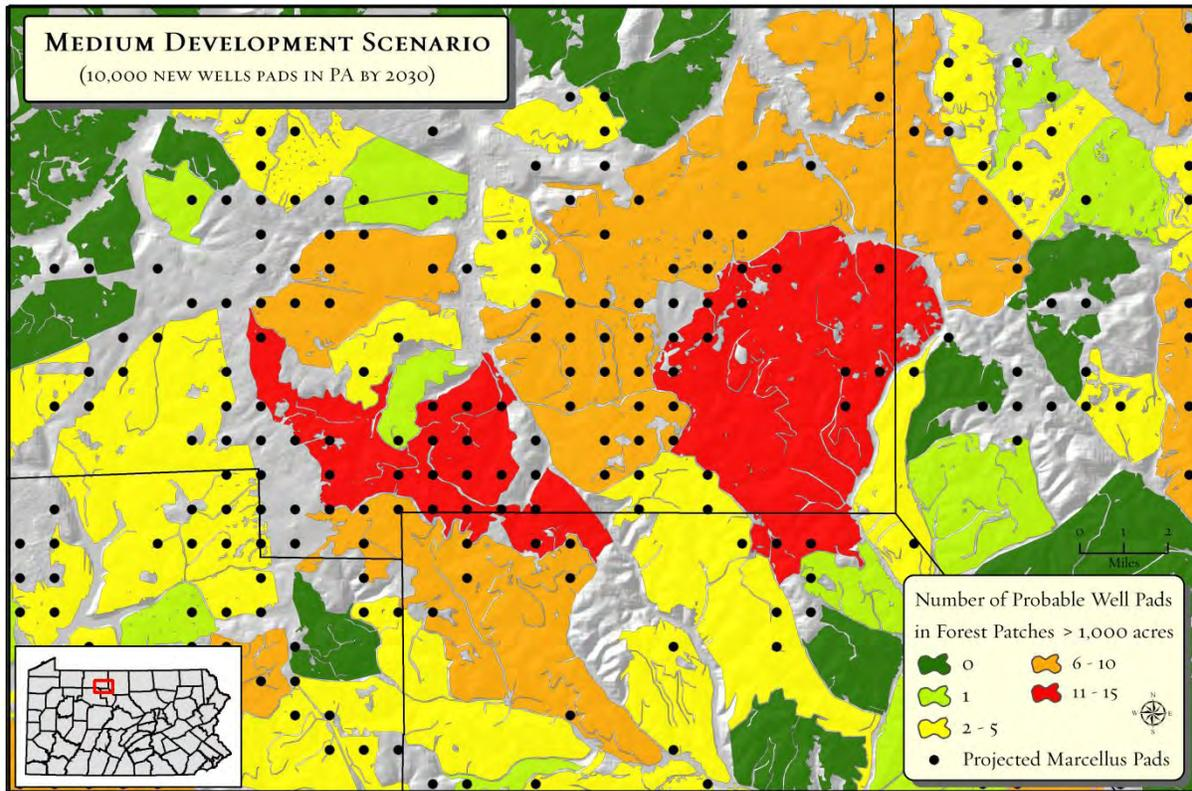 MEDIUM DEVELOPMENT SCENARIO
(10,000 NEW WELLS PADS IN PA BY 2030)
0 1 2
Miles
Number of Probable Well Pads
in Forest Patches > 1,000 acres
0
6 - 10
1
11 - 15
2 - 5
Projected Marcellus Pads
N
W E
S